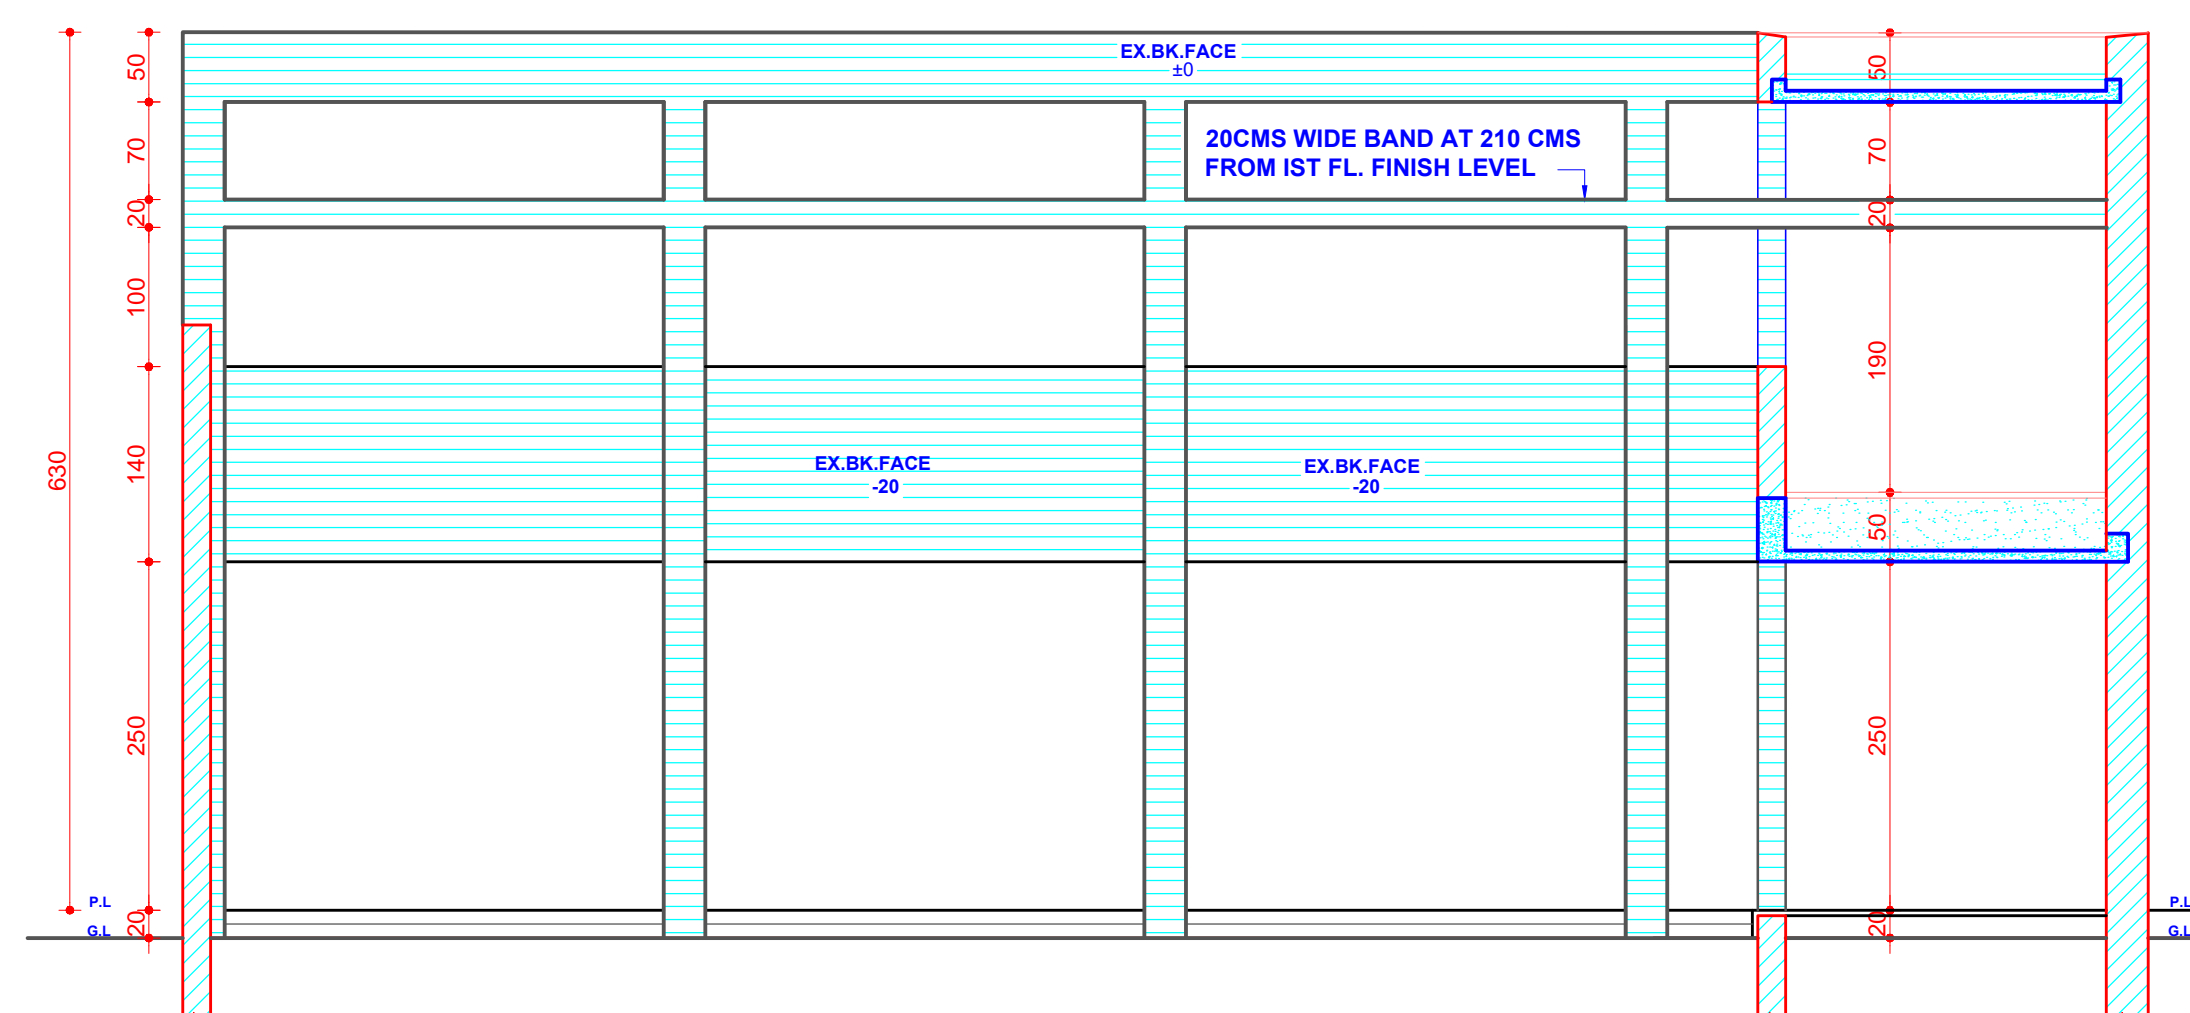 EX.BK.FACE
±0
50
50
20CMS WIDE BAND AT 210 CMS
FROM IST FL. FINISH LEVEL
70
70
20
20
100
190
630
140
EX.BK.FACE
-20
EX.BK.FACE
-20
50
250
250
P.L
P.L
20
20
G.L
G.L